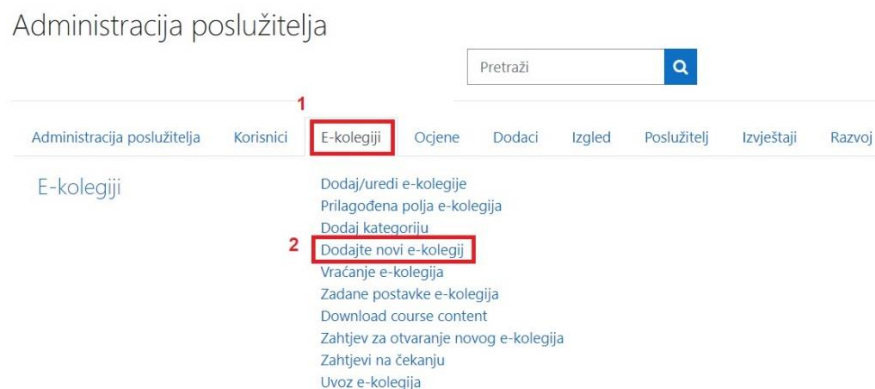 Administracija poslužitelja
Pretraži
1
Administracija poslužitelja Korisnici E-kolegiji Ocjene Dodaci Izgled Poslužitelj Izvještaji Razvoj
E-kolegiji
Dodaj/uredi e-kolegije
Prilagođena polja e-kolegija
Dodaj kategoriju
2 Dodajte novi e-kolegij
Vraćanje e-kolegija
Zadane postavke e-kolegija
Download course content
Zahtjev za otvaranje novog e-kolegija
Zahtjevi na čekanju
Uvoz e-kolegija